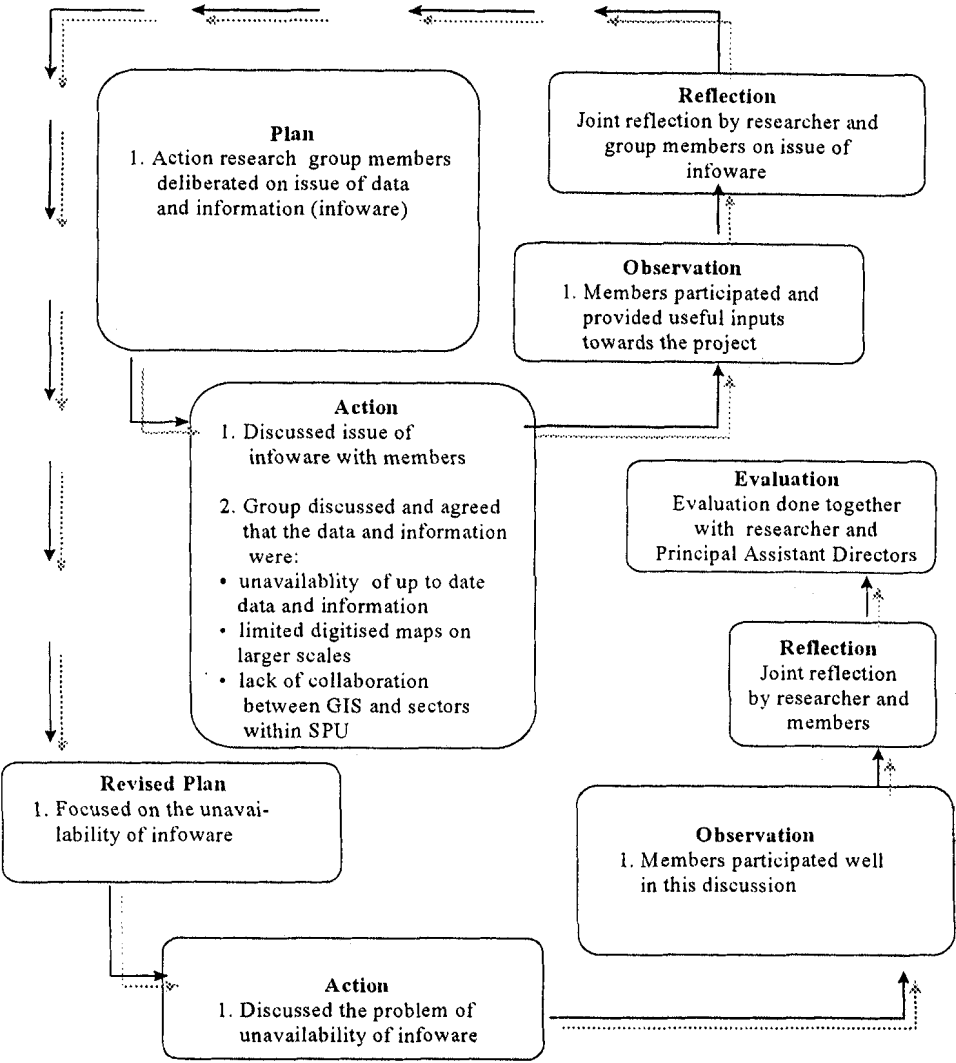 Plan
1. Action research group members
deliberated on issue of data
and information (infoware)
Action
1. Discussed issue of
infoware with members
2. Group discussed and agreed
that the data and information
were:
• unavailablity of up to date
data and information
• limited digitised maps on
larger scales
• lack of collaboration
between GIS and sectors
within SPU
Observation
1. Members participated and
provided useful inputs
towards the project
Reflection
Joint reflection by researcher and
group members on issue of
infoware
Revised Plan
1. Focused on the unavai-
lability of infoware
Action
1. Discussed the problem of
unavailability of infoware
Observation
1. Members participated well
in this discussion
Reflection
Joint reflection
by researcher and
members
Evaluation
Evaluation done together
with researcher and
Principal Assistant Directors